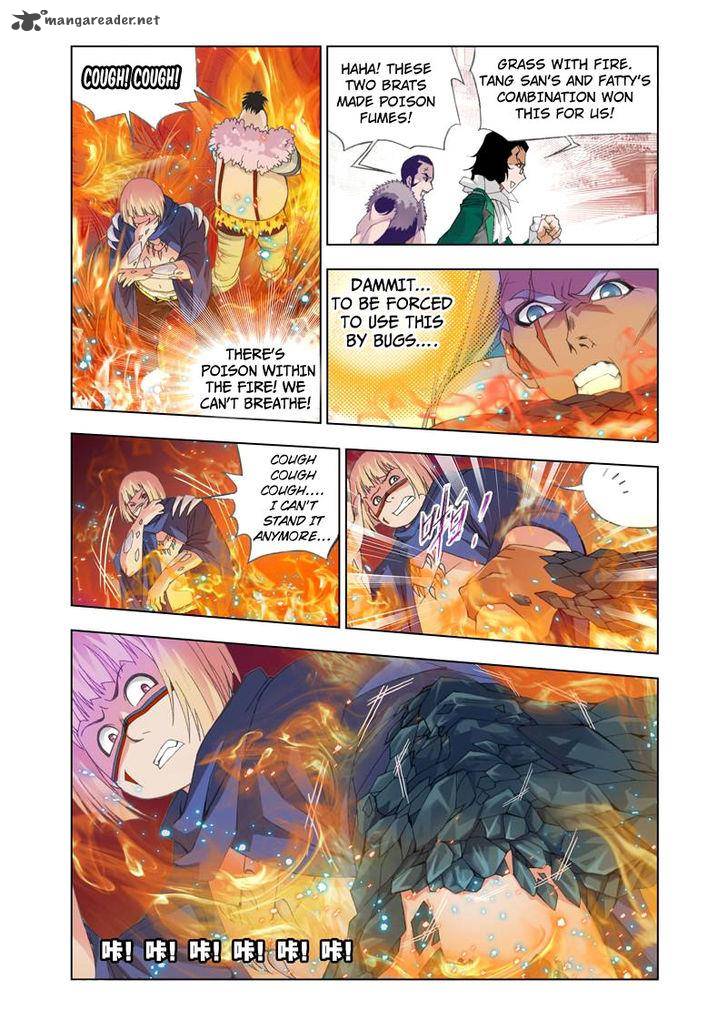 mangareader.net
COUGH! COUGH!
THERE'S
POISON WITHIN
THE FIRE! WE
CAN'T BREATHE!
HAHA! THESE
TWO BRATS
MADE POISON
FUMES!
GRASS WITH FIRE.
TANG SAN'S AND FATTY'S
COMBINATION WON
THIS FOR US!
DAMMIT...
TO BE FORCED
TO USE THIS
BY BUGS....
COUGH
COUGH
COUGH....
I CAN'T
STAND IT
ANYMORE...
咔! 咔! 咔! 咔! 咔! 咔!